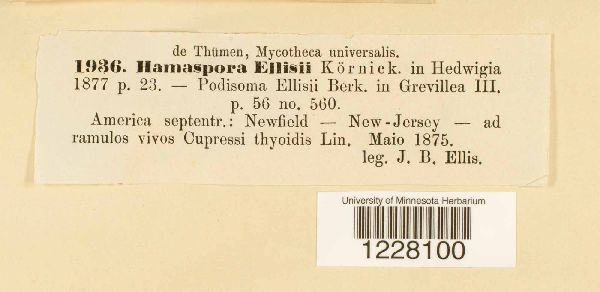 de Thümen, Mycotheca universalis.
1936. Hamaspora Ellisii Körnick. in Hedwigia
1877 p. 23. — Podisoma Ellisii Berk. in Grevillea III.
p. 56 no. 560.
America septentr.: Newfield — New-Jersey — ad
ramulos vivos Cupressi thyoidis Lin. Maio 1875.
leg. J. B. Ellis.
University of Minnesota Herbarium
1228100